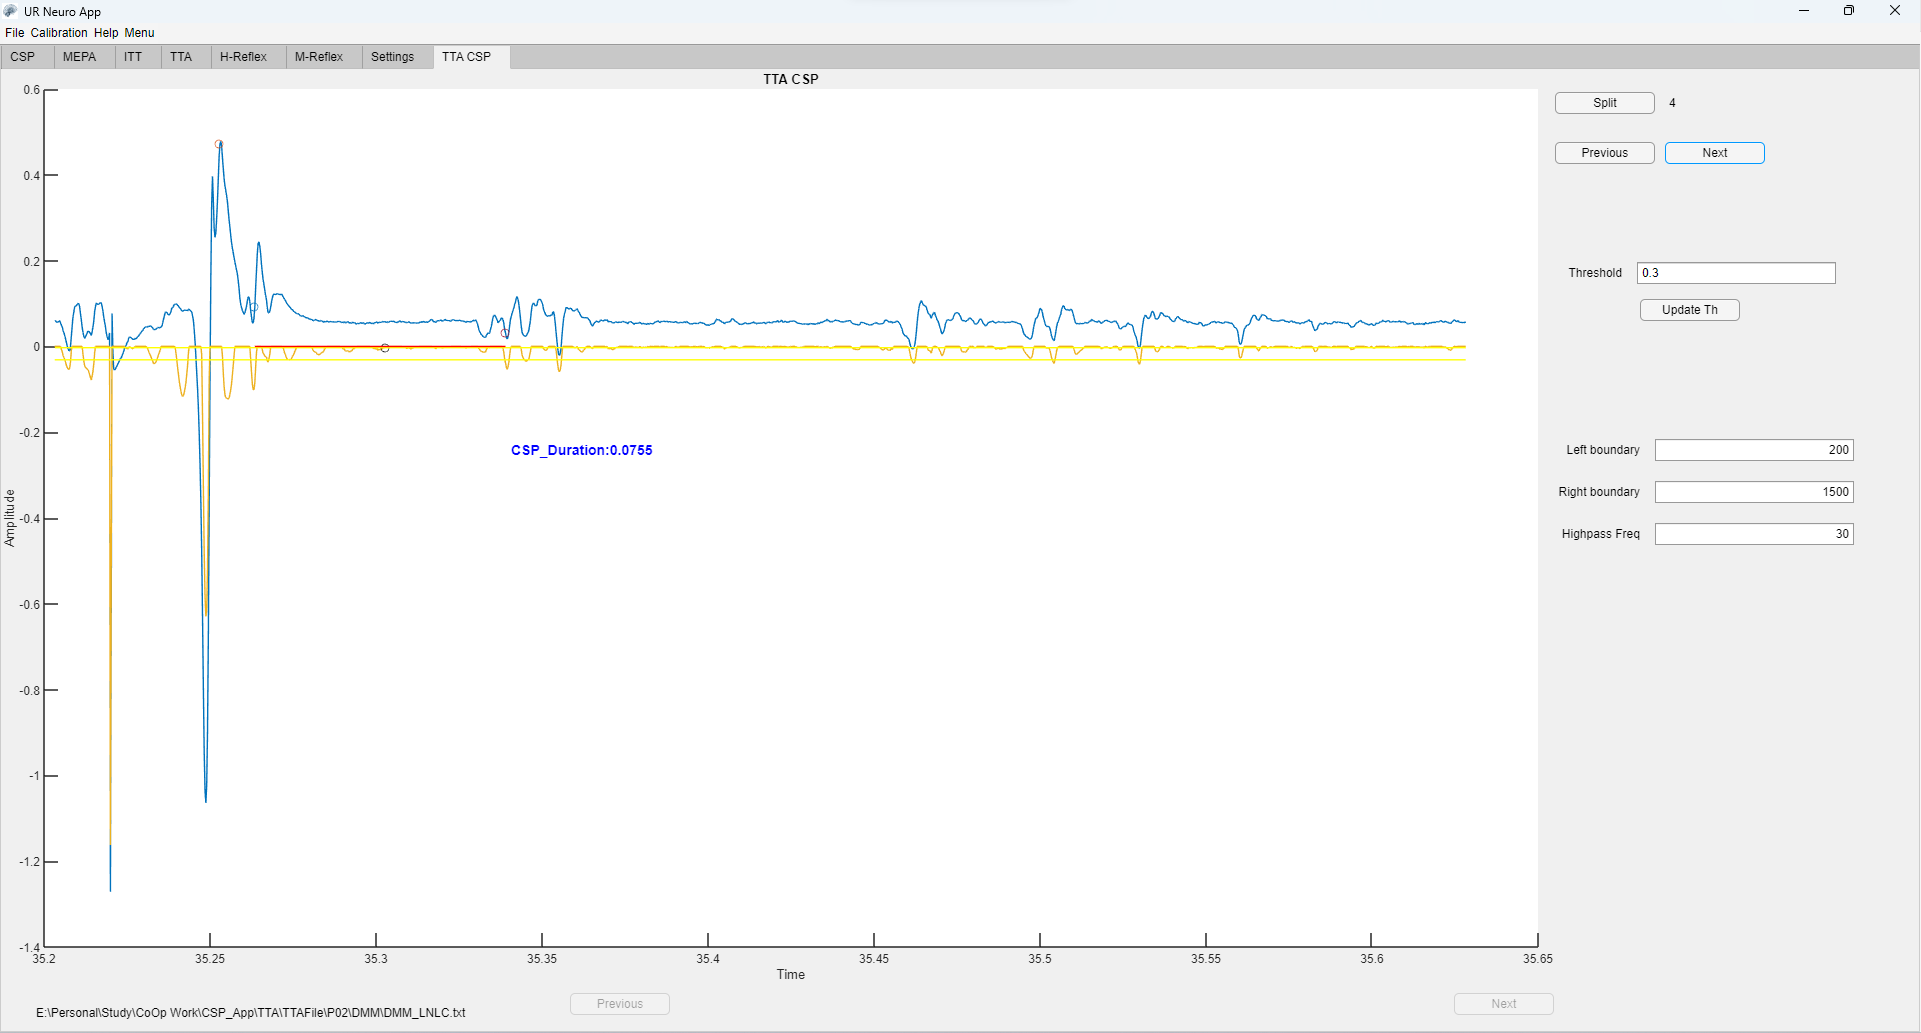 UR Neuro App
File Calibration Help Menu
CSP MEPA ITT TTA H-Reflex M-Reflex Settings TTA CSP
TTA CSP
Split 4
Previous Next
Threshold 0.3
Update Th
Left boundary 200
Right boundary 1500
Highpass Freq 30
0.6
0.4
0.2
0
-0.2
-0.4
-0.6
-0.8
-1
-1.2
-1.4
Amplitude
CSP_Duration:0.0755
35.2 35.25 35.3 35.35 35.4 35.45 35.5 35.55 35.6 35.65
Time
Previous Next
E:\Personal\Study\CoOp Work\CSP_App\TTA\TTAFile\P02\DMM\DMM_LNLC.txt